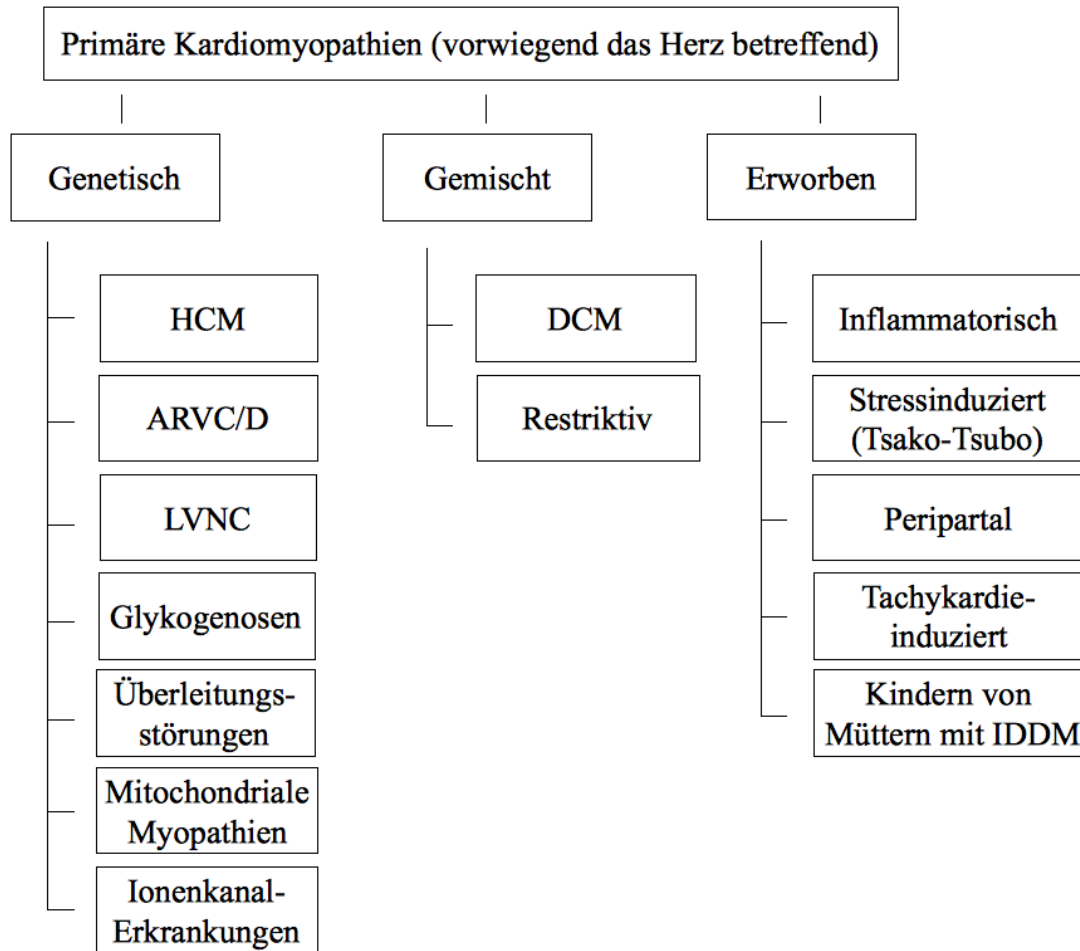 Primäre Kardiomyopathien (vorwiegend das Herz betreffend)
Genetisch
Gemischt
Erworben
HCM
ARVC/D
LVNC
Glykogenosen
Überleitungs-
störungen
Mitochondriale
Myopathien
Ionenkanal-
Erkrankungen
DCM
Restriktiv
Inflammatorisch
Stressinduziert
(Tsako-Tsubo)
Peripartal
Tachykardie-
induziert
Kindern von
Müttern mit IDDM